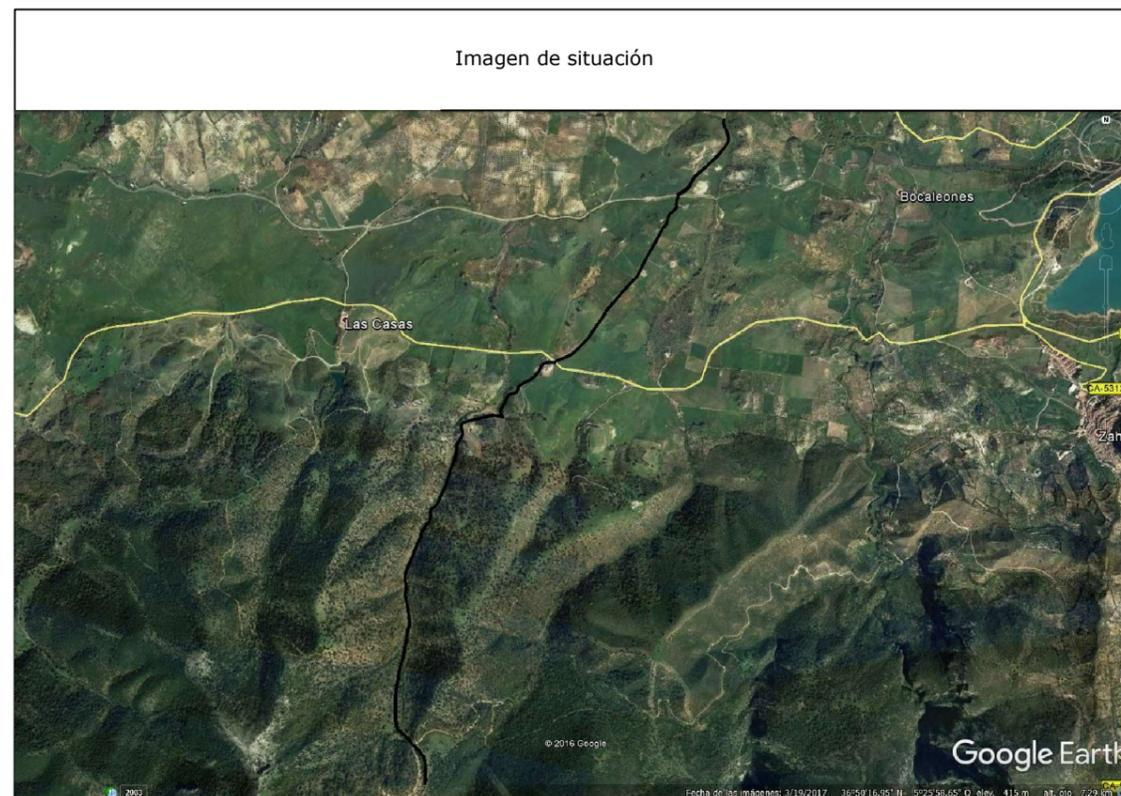 Imagen de situación
N
Bocaleones
Las Casas
CA-531
Zah
© 2016 Google
Google Earth
2003
Fecha de las imágenes: 3/19/2017 36°50'16.95" N 5°25'58.65" O elev. 415 m alt. ojo 7.29 km